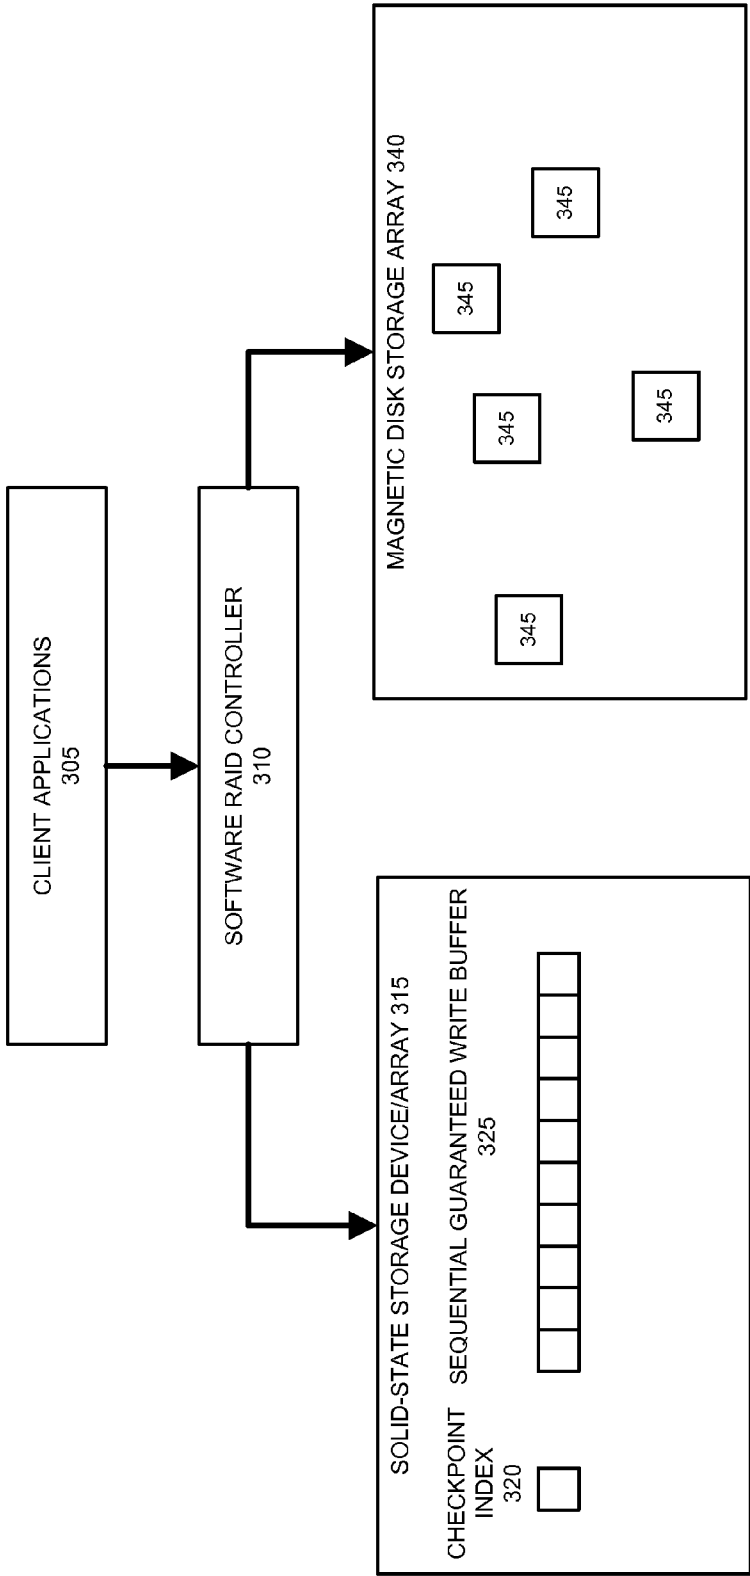 CLIENT APPLICATIONS
305
SOFTWARE RAID CONTROLLER
310
SOLID-STATE STORAGE DEVICE/ARRAY 315
CHECKPOINT
INDEX
320
SEQUENTIAL GUARANTEED WRITE BUFFER
325
MAGNETIC DISK STORAGE ARRAY 340
345
345
345
345
345